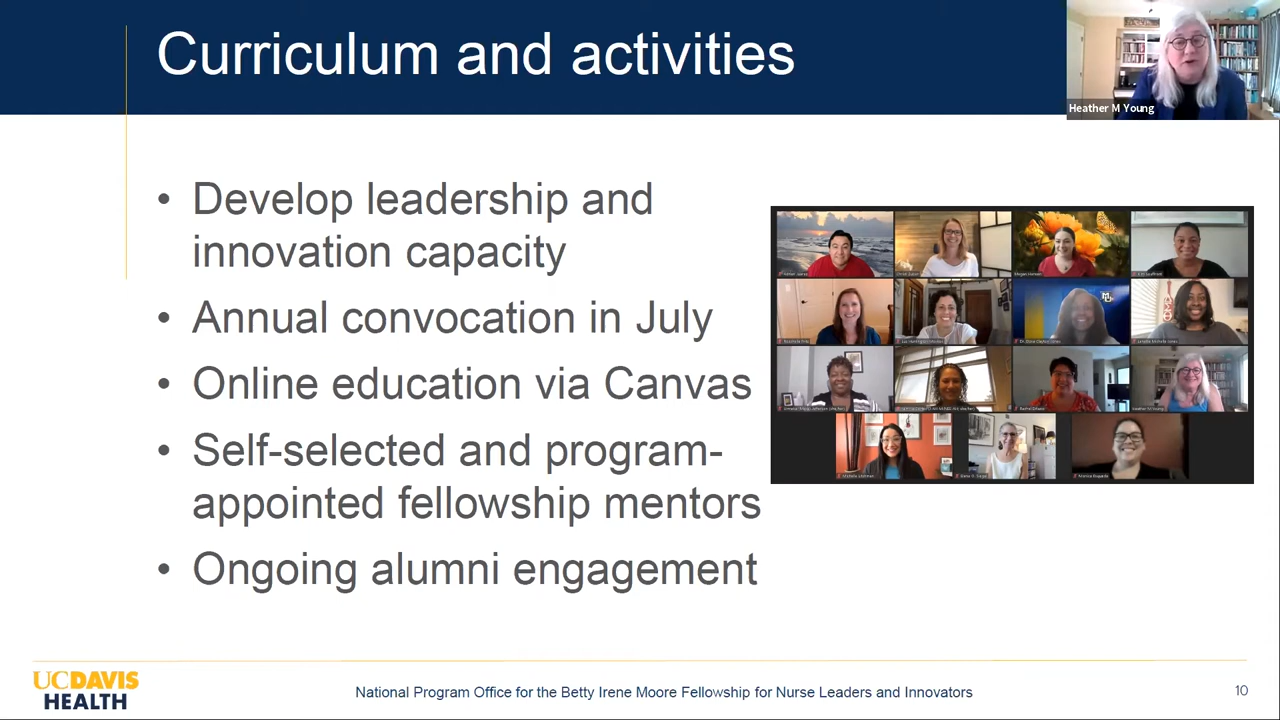 Curriculum and activities
Heather M Young
• Develop leadership and
innovation capacity
• Annual convocation in July
• Online education via Canvas
• Self-selected and program-
appointed fellowship mentors
• Ongoing alumni engagement
UCDAVIS
HEALTH
National Program Office for the Betty Irene Moore Fellowship for Nurse Leaders and Innovators
10